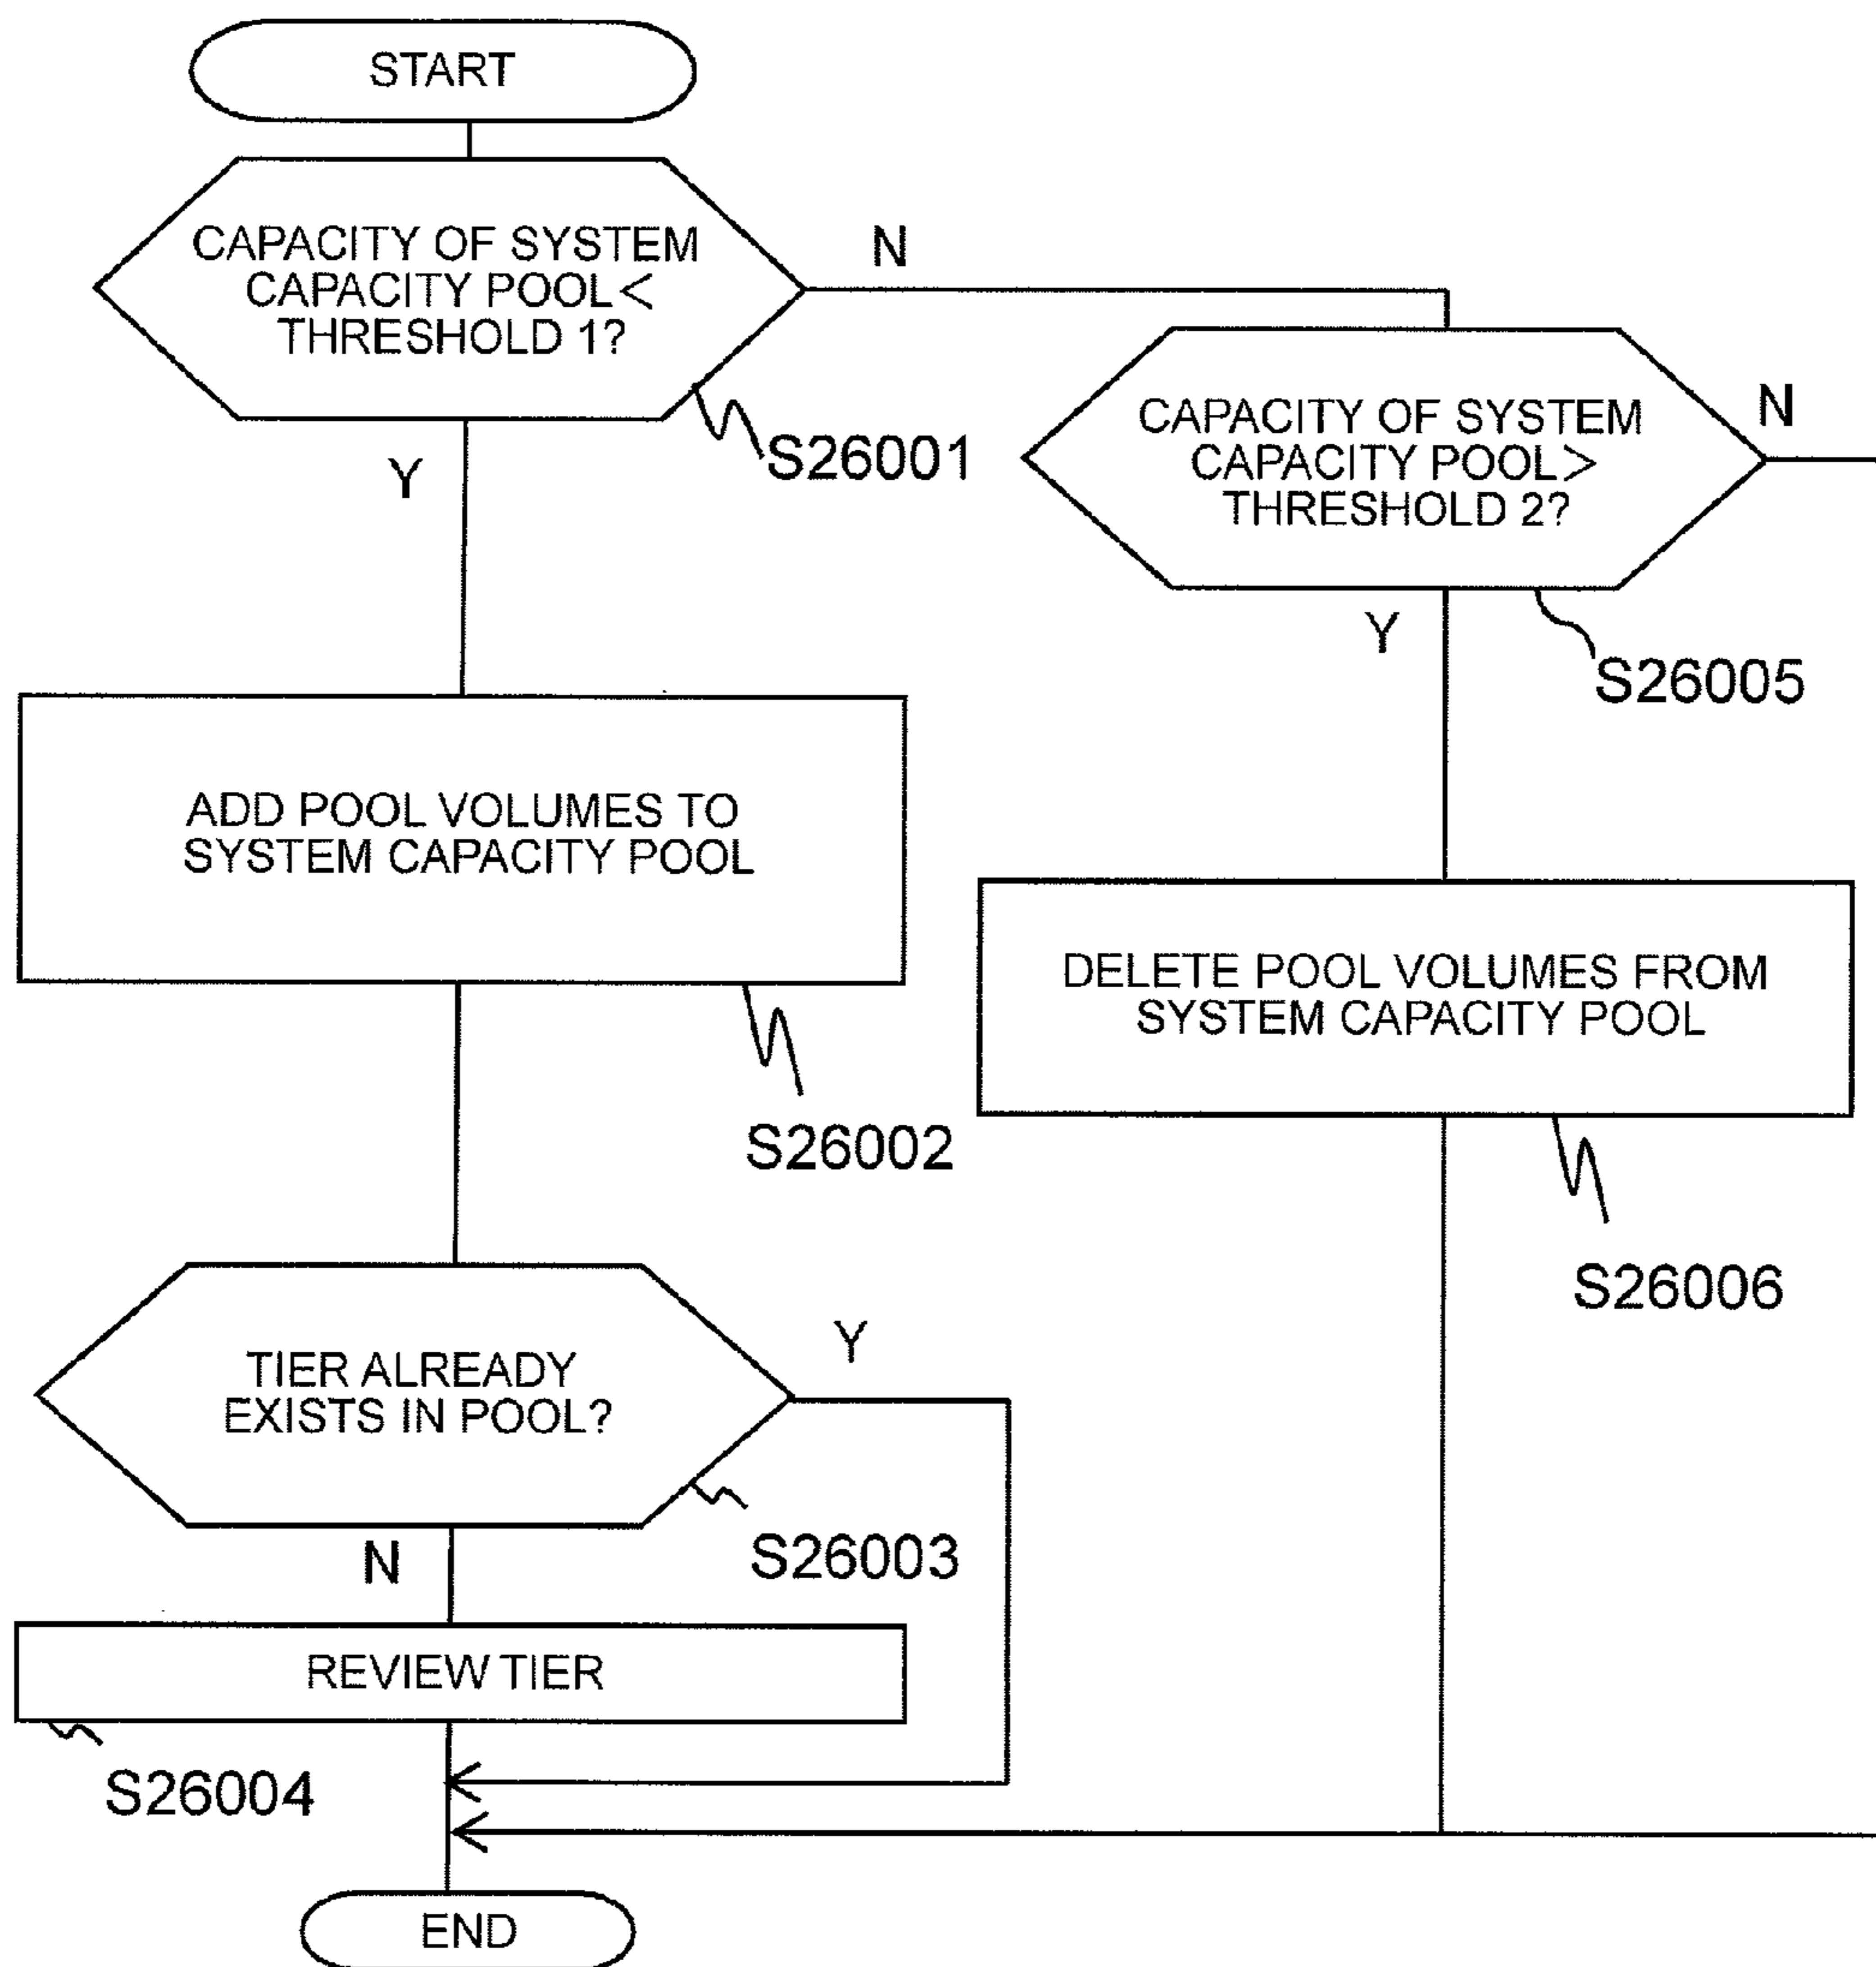 START
CAPACITY OF SYSTEM
CAPACITY POOL<
THRESHOLD 1?
N
S26001
Y
CAPACITY OF SYSTEM
CAPACITY POOL>
THRESHOLD 2?
N
Y
S26005
ADD POOL VOLUMES TO
SYSTEM CAPACITY POOL
S26002
DELETE POOL VOLUMES FROM
SYSTEM CAPACITY POOL
S26006
TIER ALREADY
EXISTS IN POOL?
Y
S26003
N
REVIEW TIER
S26004
END